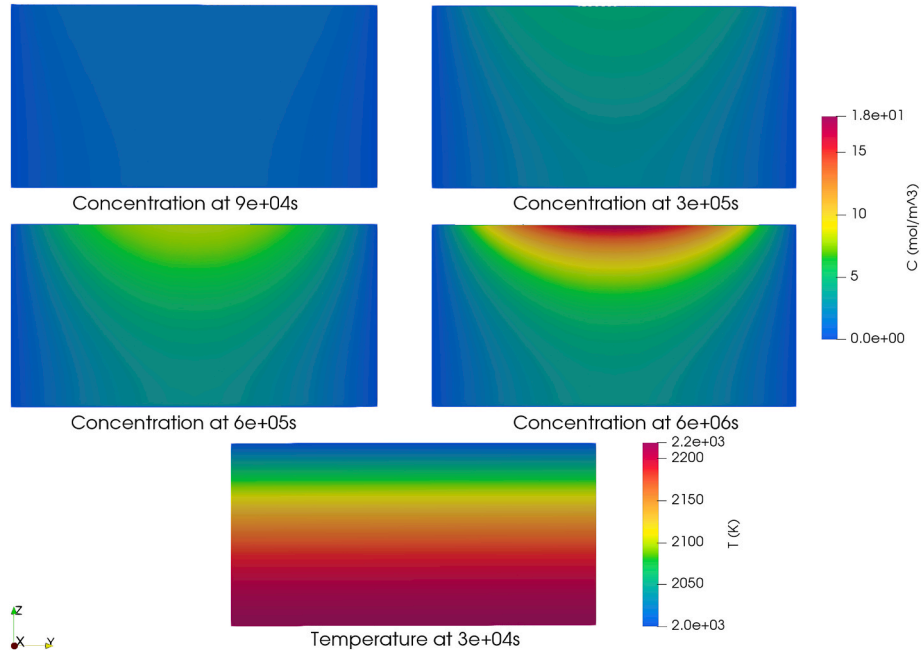 Concentration at 9e+04s
Concentration at 3e+05s
1.8e+01
15
10
5
0.0e+00
C (mol/m^3)
Concentration at 6e+05s
Concentration at 6e+06s
2.2e+03
2200
2150
2100
2050
2.0e+03
T (K)
Temperature at 3e+04s
Z
X
Y